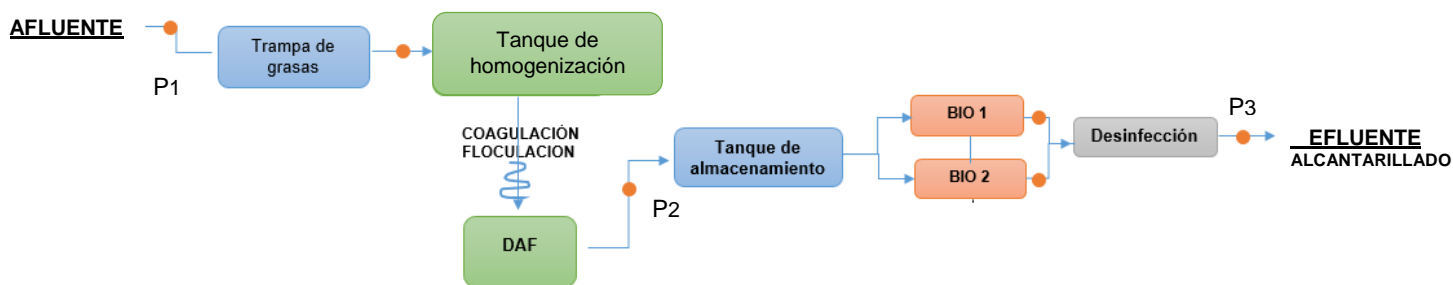 AFLUENTE
P1
Trampa de
grasas
Tanque de
homogenización
COAGULACIÓN
FLOCULACION
DAF
P2
Tanque de
almacenamiento
BIO 1
BIO 2
Desinfección
P3
EFLUENTE
ALCANTARILLADO